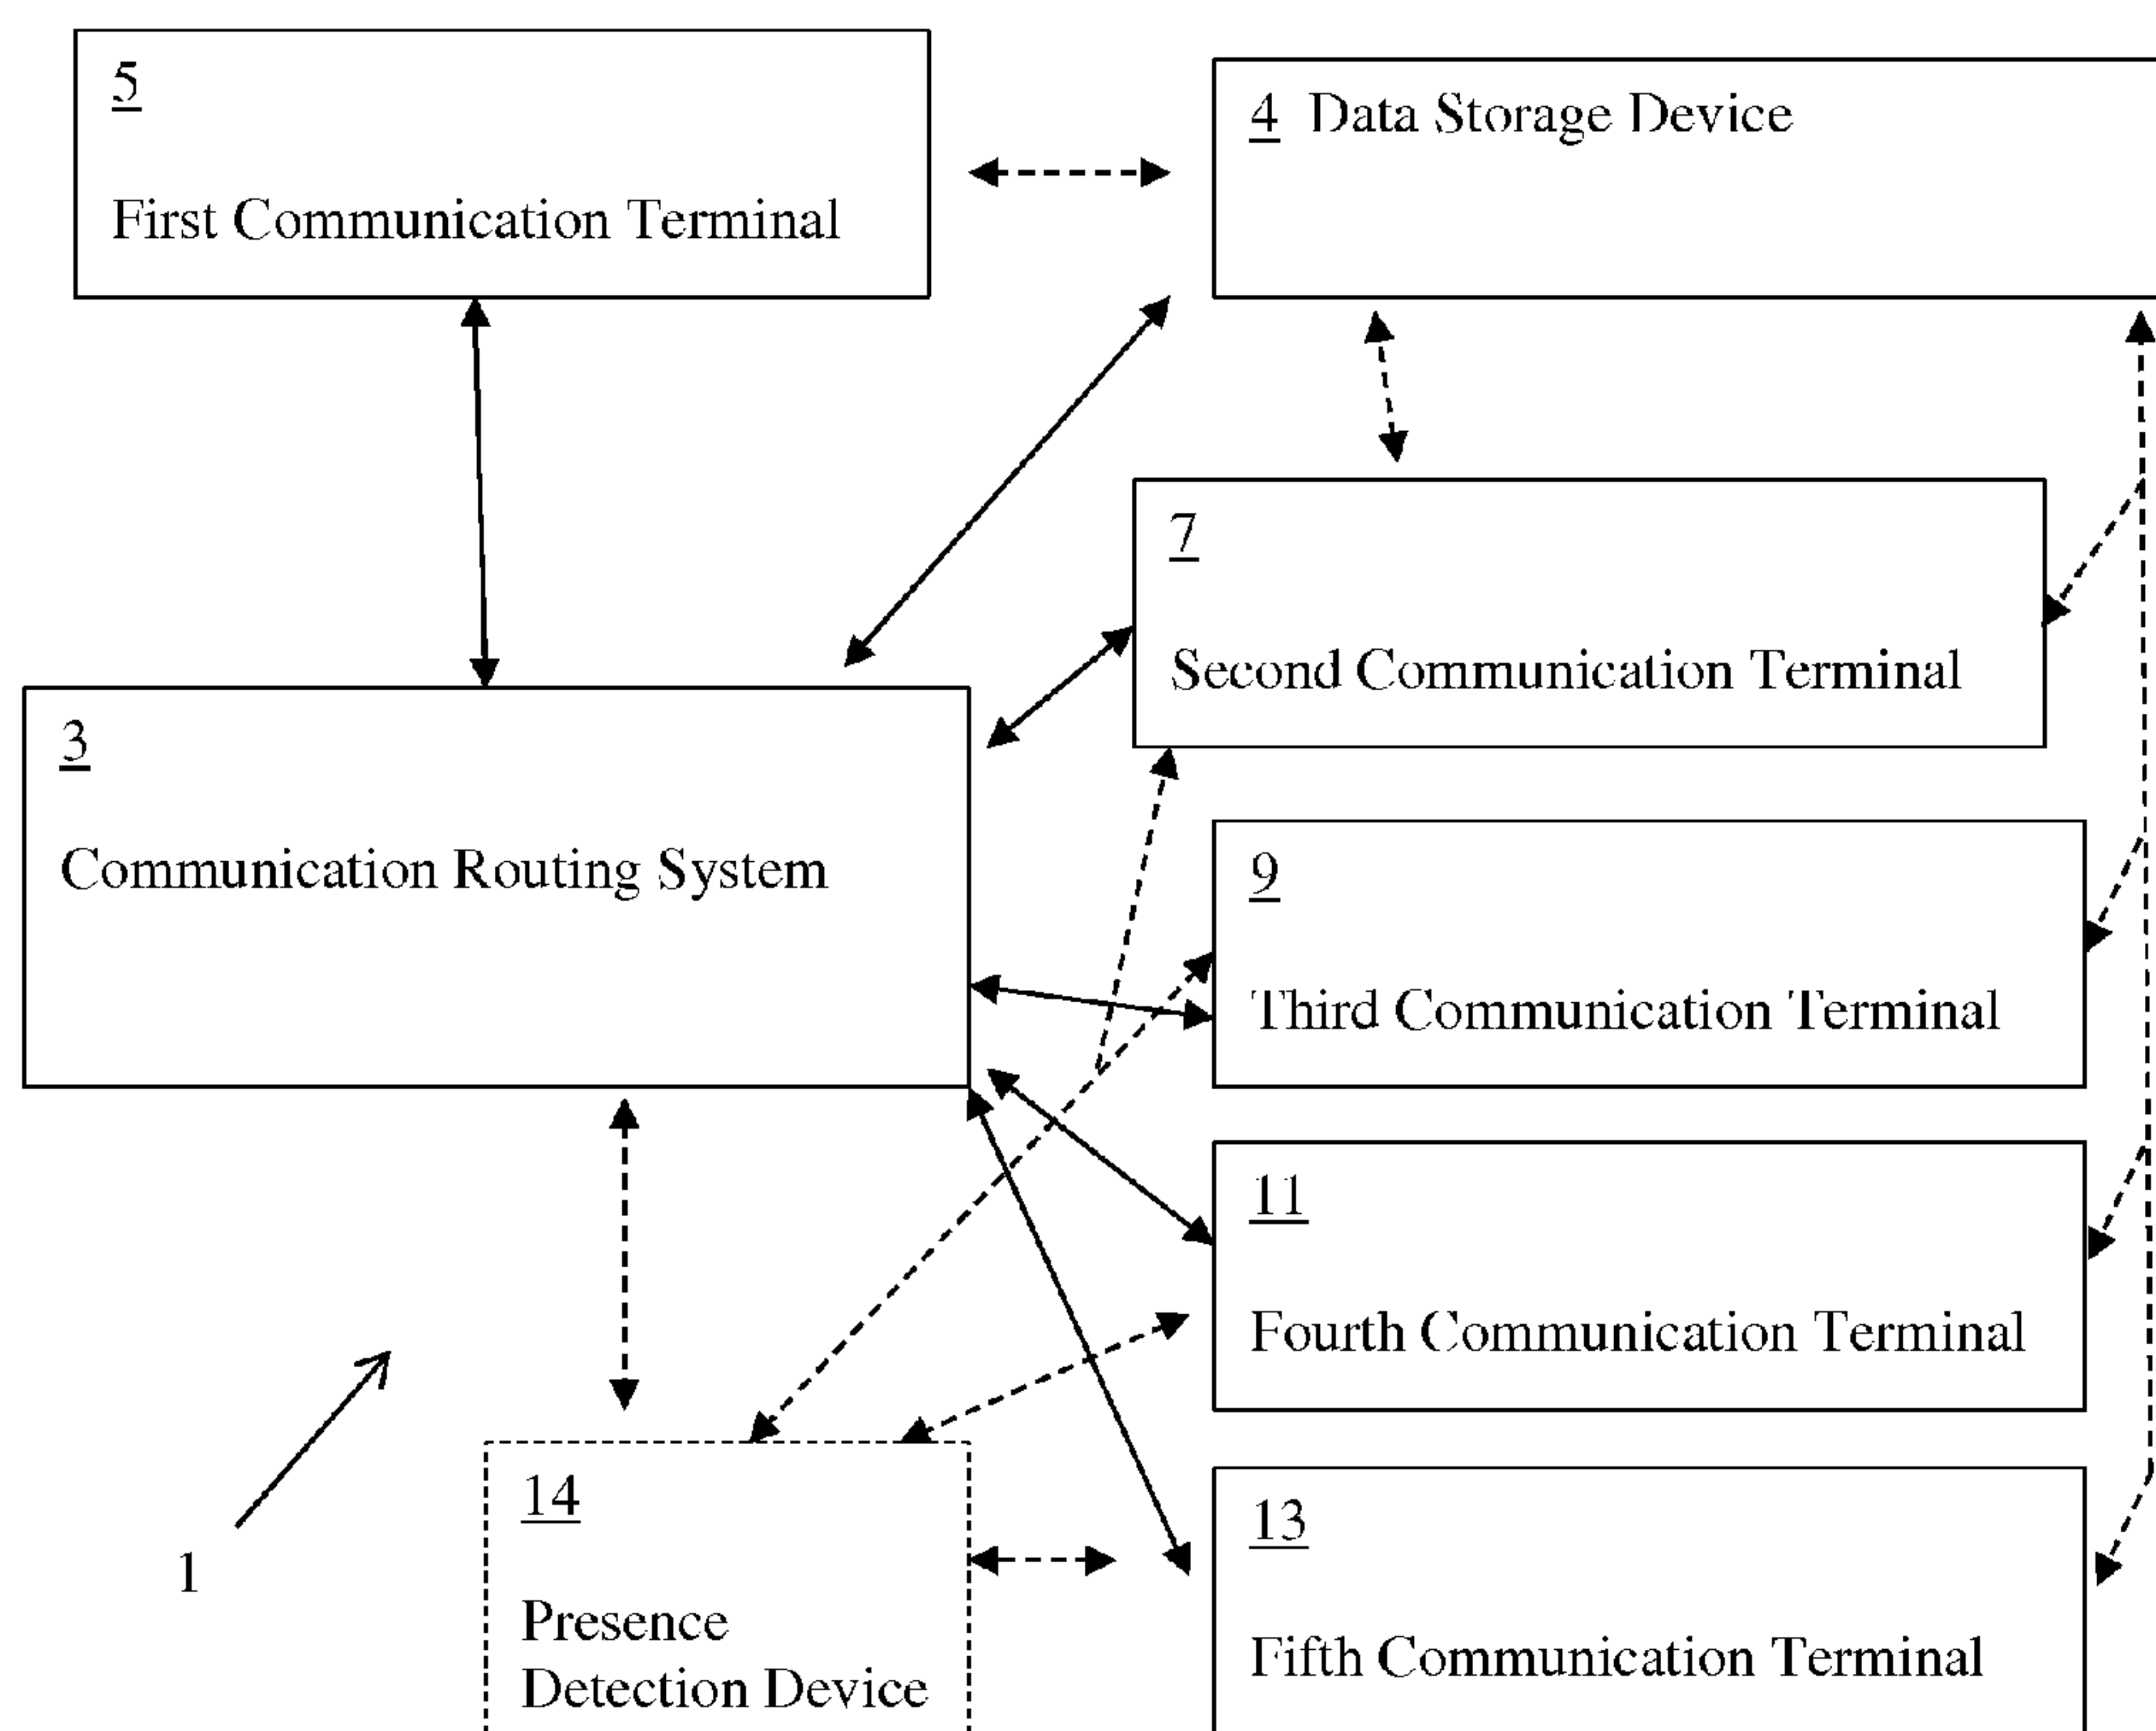 5
First Communication Terminal
4 Data Storage Device
7
Second Communication Terminal
3
Communication Routing System
9
Third Communication Terminal
11
Fourth Communication Terminal
1
14
Presence
Detection Device
13
Fifth Communication Terminal